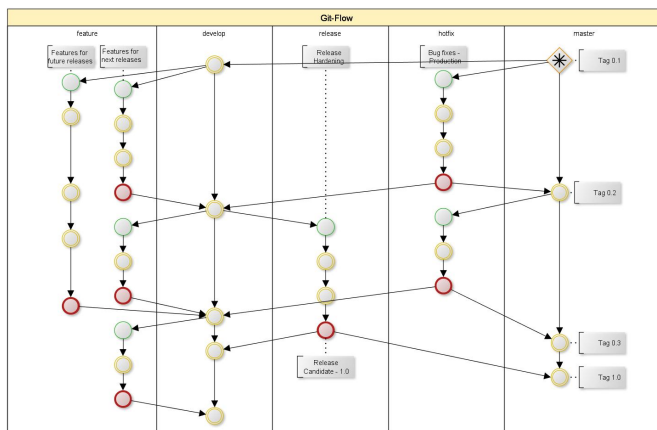 Git-Flow
feature
develop
release
hotfix
master
Features for
future releases
Features for
next releases
Release
Hardening
Bug fixes -
Production
Tag 0.1
Tag 0.2
Tag 0.3
Release
Candidate - 1.0
Tag 1.0